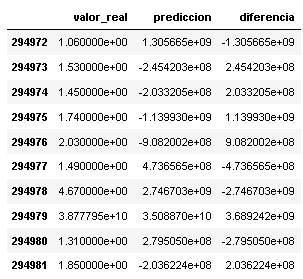 valor_real prediccion diferencia
294972 1.060000e+00 1.305665e+09 -1.305665e+09
294973 1.530000e+00 -2.454203e+08 2.454203e+08
294974 1.450000e+00 -2.033205e+08 2.033205e+08
294975 1.740000e+00 -1.139930e+09 1.139930e+09
294976 2.030000e+00 -9.082002e+08 9.082002e+08
294977 1.490000e+00 4.736565e+08 -4.736565e+08
294978 4.670000e+00 2.746703e+09 -2.746703e+09
294979 3.877795e+10 3.508870e+10 3.689242e+09
294980 1.310000e+00 2.795050e+08 -2.795050e+08
294981 1.850000e+00 -2.036224e+08 2.036224e+08